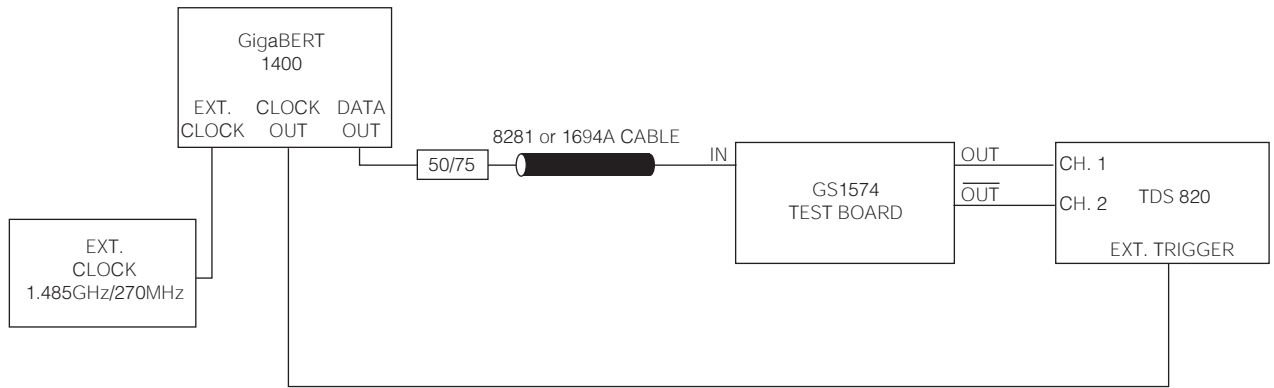 GigaBERT
1400
EXT. CLOCK DATA
CLOCK OUT OUT
8281 or 1694A CABLE
50/75
IN
GS1574
TEST BOARD
OUT
OUT
CH. 1
CH. 2
TDS 820
EXT. TRIGGER
EXT.
CLOCK
1.485GHz/270MHz